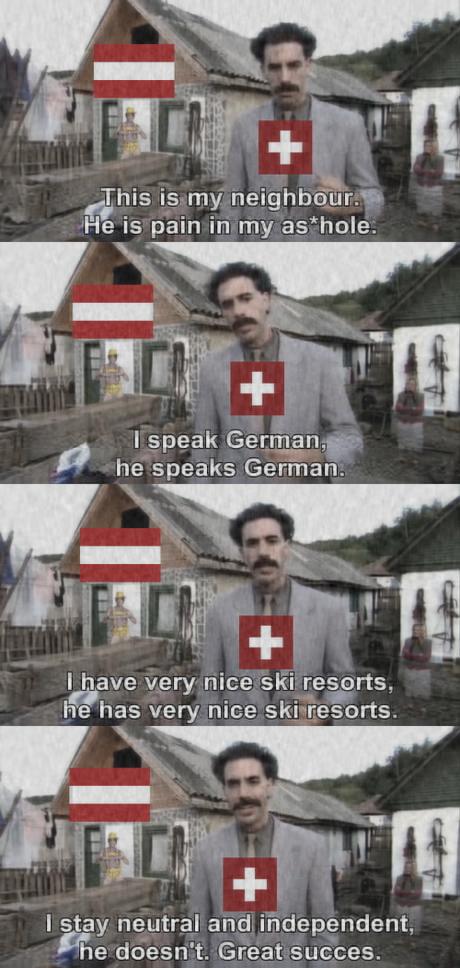 This is my neighbour.
He is pain in my as*hole.
I speak German,
he speaks German.
I have very nice ski resorts,
he has very nice ski resorts.
I stay neutral and independent,
he doesn't. Great succes.